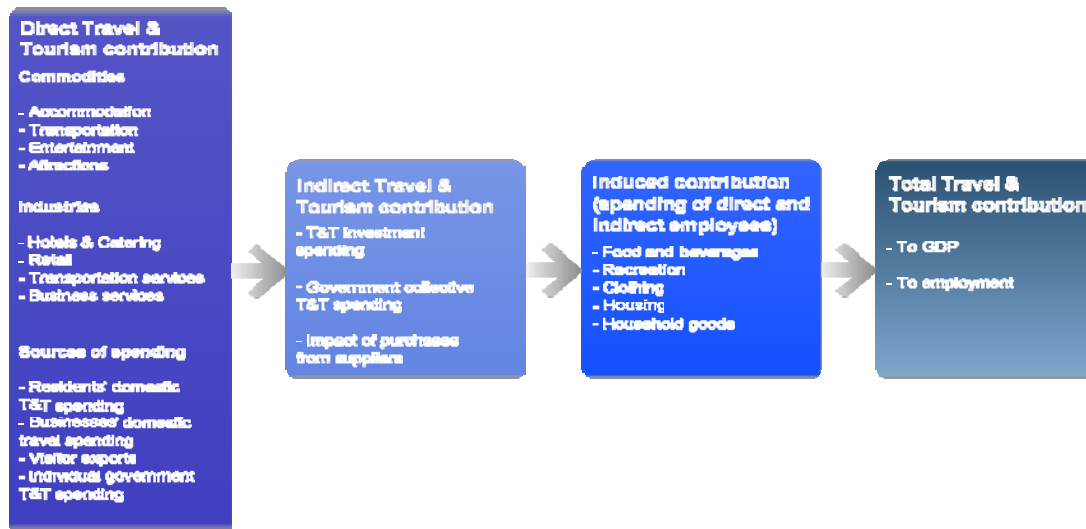 Direct Travel &
Tourism contribution
Commodities
- Accommodation
- Transportation
- Entertainment
- Attractions
Industries
- Hotels & Catering
- Retail
- Transportation services
- Business services
Sources of spending
- Residents' domestic
T&T spending
- Businesses' domestic
travel spending
- Visitor exports
- Individual government
T&T spending
Indirect Travel &
Tourism contribution
- T&T investment
spending
- Government collective
T&T spending
- Impact of purchases
from suppliers
Induced contribution
(spending of direct and
indirect employees)
- Food and beverages
- Recreation
- Clothing
- Housing
- Household goods
Total Travel &
Tourism contribution
- To GDP
- To employment